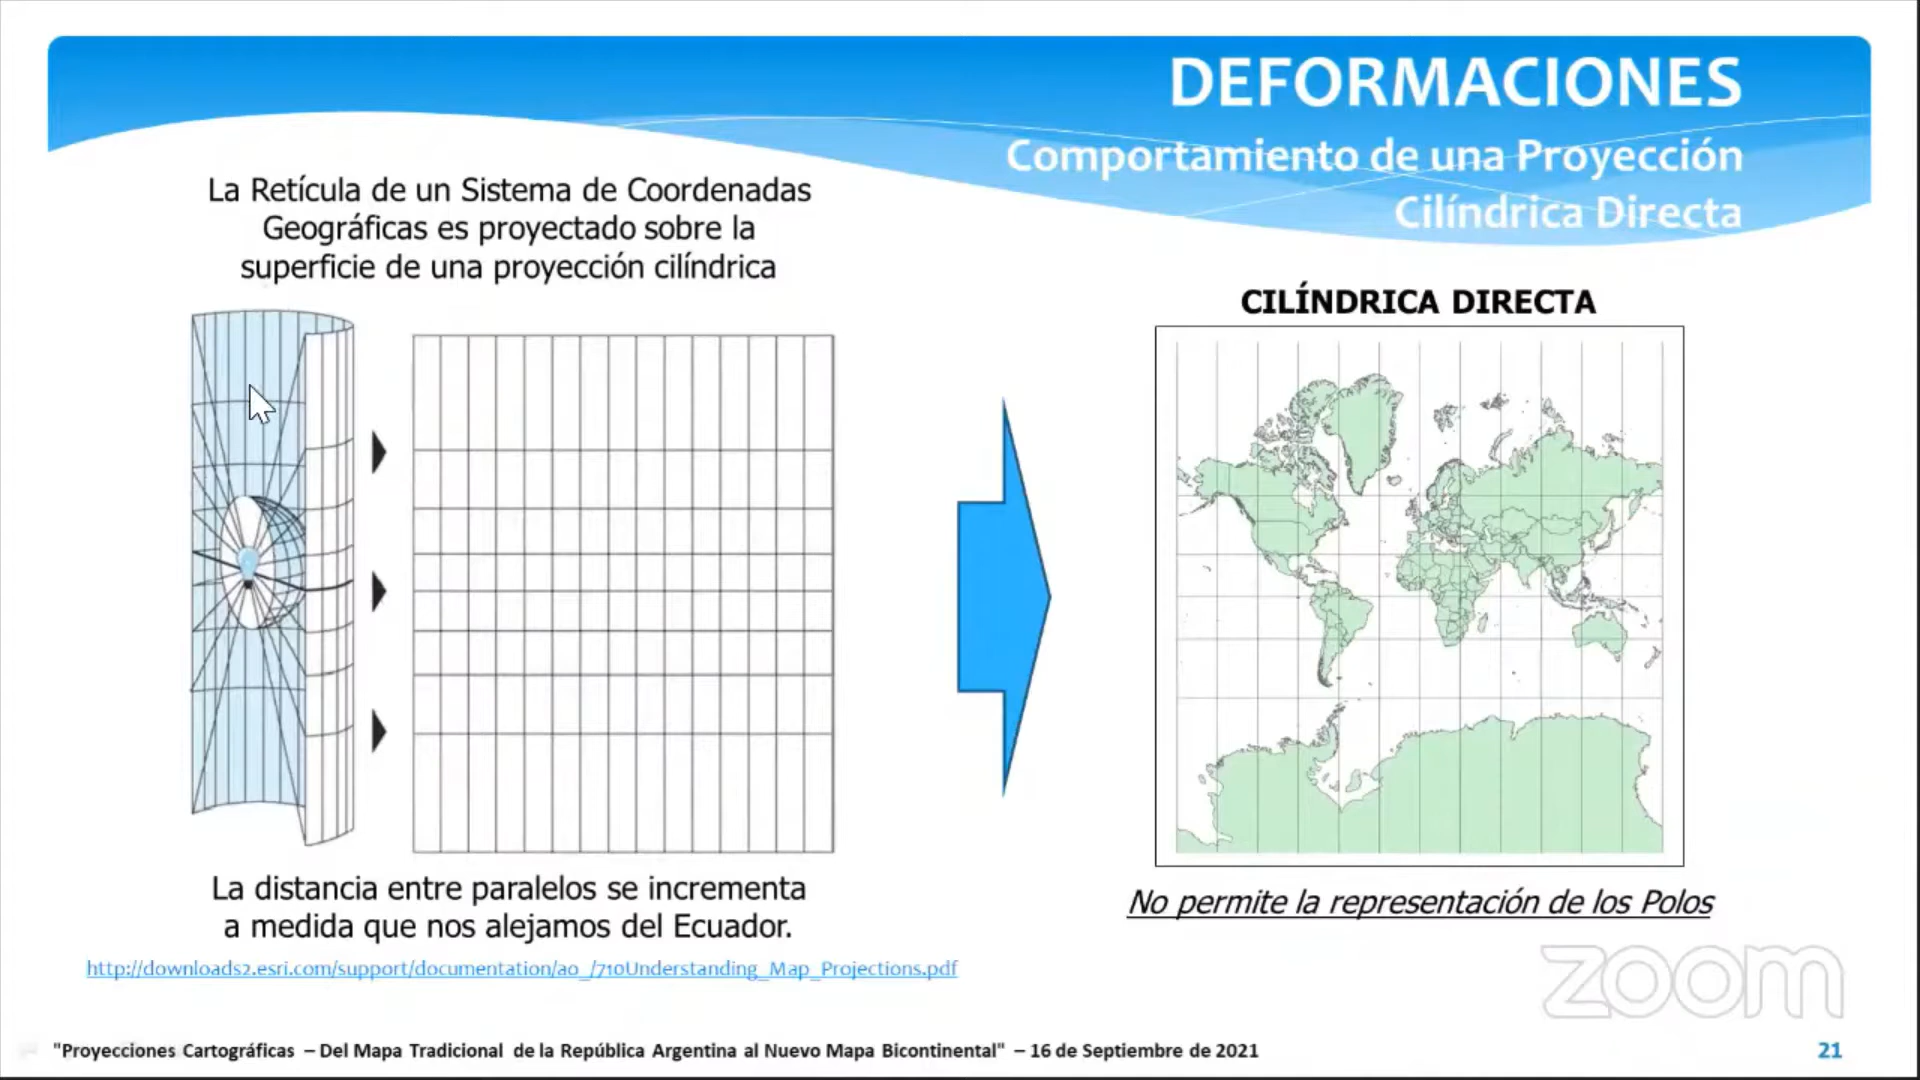 DEFORMACIONES
Comportamiento de una Proyección
Cilíndrica Directa
La Retícula de un Sistema de Coordenadas
Geográficas es proyectado sobre la
superficie de una proyección cilíndrica
CILÍNDRICA DIRECTA
La distancia entre paralelos se incrementa
a medida que nos alejamos del Ecuador.
No permite la representación de los Polos
http://downloads2.esri.com/support/documentation/ao_/710Understanding_Map_Projections.pdf
zoom
"Proyecciones Cartográficas – Del Mapa Tradicional de la República Argentina al Nuevo Mapa Bicontinental" – 16 de Septiembre de 2021
21